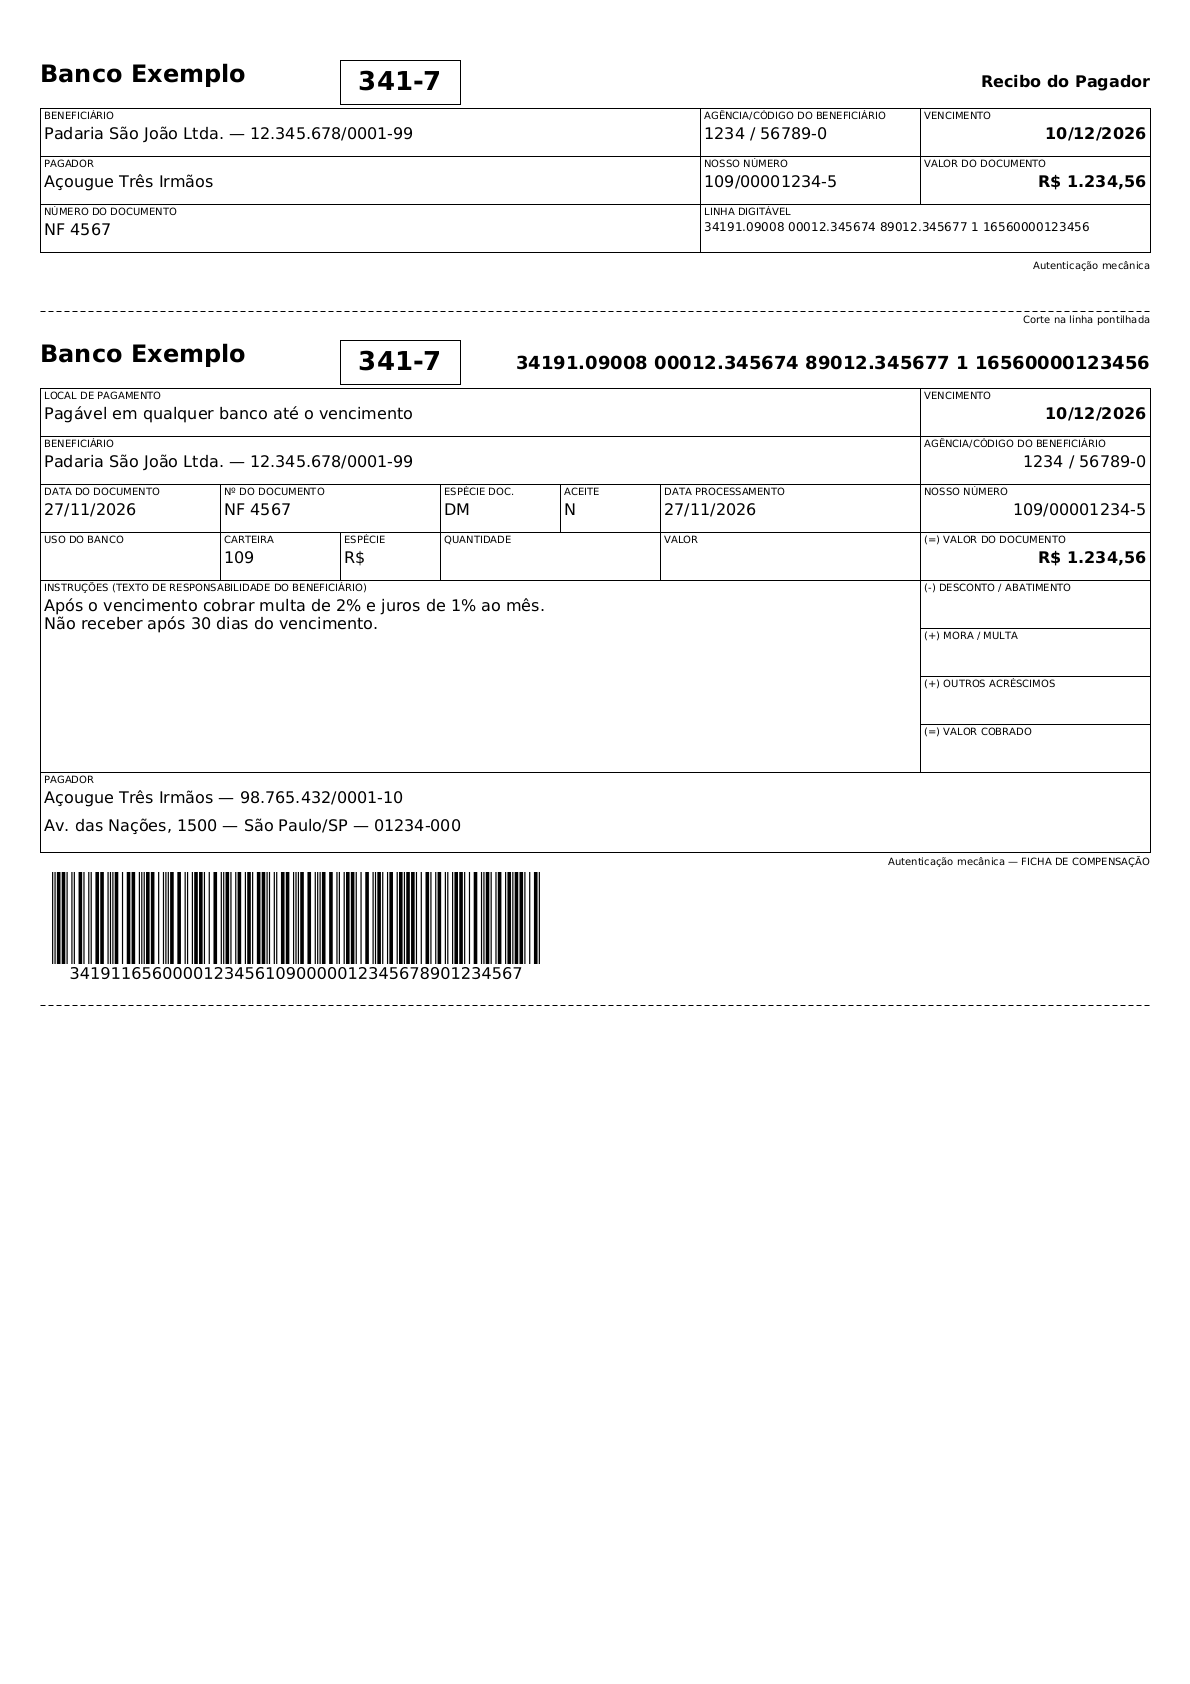 Banco Exemplo 341-7 Recibo do Pagador
BENEFICIÁRIO AGÊNCIA/CÓDIGO DO BENEFICIÁRIO VENCIMENTO
Padaria São João Ltda. — 12.345.678/0001-99 1234 / 56789-0 10/12/2026
PAGADOR NOSSO NÚMERO VALOR DO DOCUMENTO
Açougue Três Irmãos 109/00001234-5 R$ 1.234,56
NÚMERO DO DOCUMENTO LINHA DIGITÁVEL
NF 4567 34191.09008 00012.345674 89012.345677 1 16560000123456
Autenticação mecânica
Corte na linha pontilhada
Banco Exemplo 341-7 34191.09008 00012.345674 89012.345677 1 16560000123456
LOCAL DE PAGAMENTO VENCIMENTO
Pagável em qualquer banco até o vencimento 10/12/2026
BENEFICIÁRIO AGÊNCIA/CÓDIGO DO BENEFICIÁRIO
Padaria São João Ltda. — 12.345.678/0001-99 1234 / 56789-0
DATA DO DOCUMENTO Nº DO DOCUMENTO ESPÉCIE DOC. ACEITE DATA PROCESSAMENTO NOSSO NÚMERO
27/11/2026 NF 4567 DM N 27/11/2026 109/00001234-5
USO DO BANCO CARTEIRA ESPÉCIE QUANTIDADE VALOR (=) VALOR DO DOCUMENTO
109 R$ R$ 1.234,56
INSTRUÇÕES (TEXTO DE RESPONSABILIDADE DO BENEFICIÁRIO) (-) DESCONTO / ABATIMENTO
Após o vencimento cobrar multa de 2% e juros de 1% ao mês.
Não receber após 30 dias do vencimento.
(+) MORA / MULTA
(+) OUTROS ACRÉSCIMOS
(=) VALOR COBRADO
PAGADOR
Açougue Três Irmãos — 98.765.432/0001-10
Av. das Nações, 1500 — São Paulo/SP — 01234-000
Autenticação mecânica — FICHA DE COMPENSAÇÃO
34191165600001234561090000012345678901234567